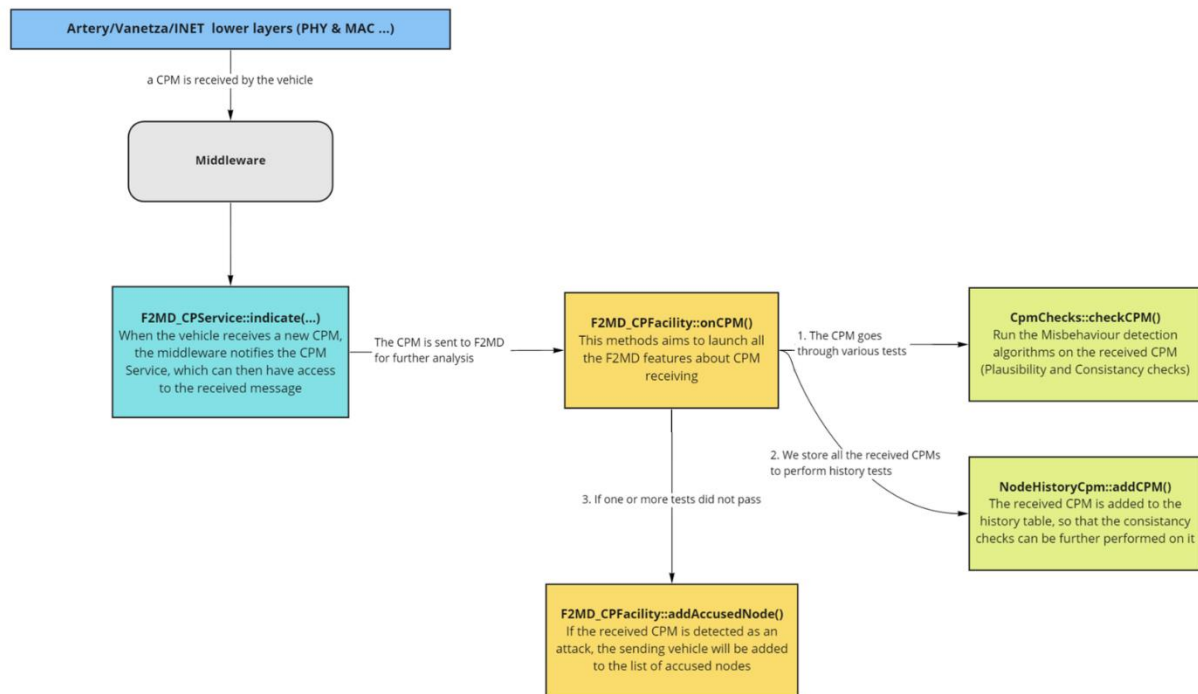 Artery/Vanetza/INET lower layers (PHY & MAC ...)
a CPM is received by the vehicle
Middleware
F2MD_CPService::indicate(...)
When the vehicle receives a new CPM,
the middleware notifies the CPM
Service, which can then have access
to the received message
The CPM is sent to F2MD
for further analysis
F2MD_CPFacility::onCPM()
This methods aims to launch all
the F2MD features about CPM
receiving
1. The CPM goes
through various tests
CpmChecks::checkCPM()
Run the Misbehaviour detection
algorithms on the received CPM
(Plausibility and Consistancy checks)
2. We store all the received CPMs
to perform history tests
NodeHistoryCpm::addCPM()
The received CPM is added to the
history table, so that the consistancy
checks can be further performed on it
3. If one or more tests did not pass
F2MD_CPFacility::addAccusedNode()
If the received CPM is detected as an
attack, the sending vehicle will be added
to the list of accused nodes